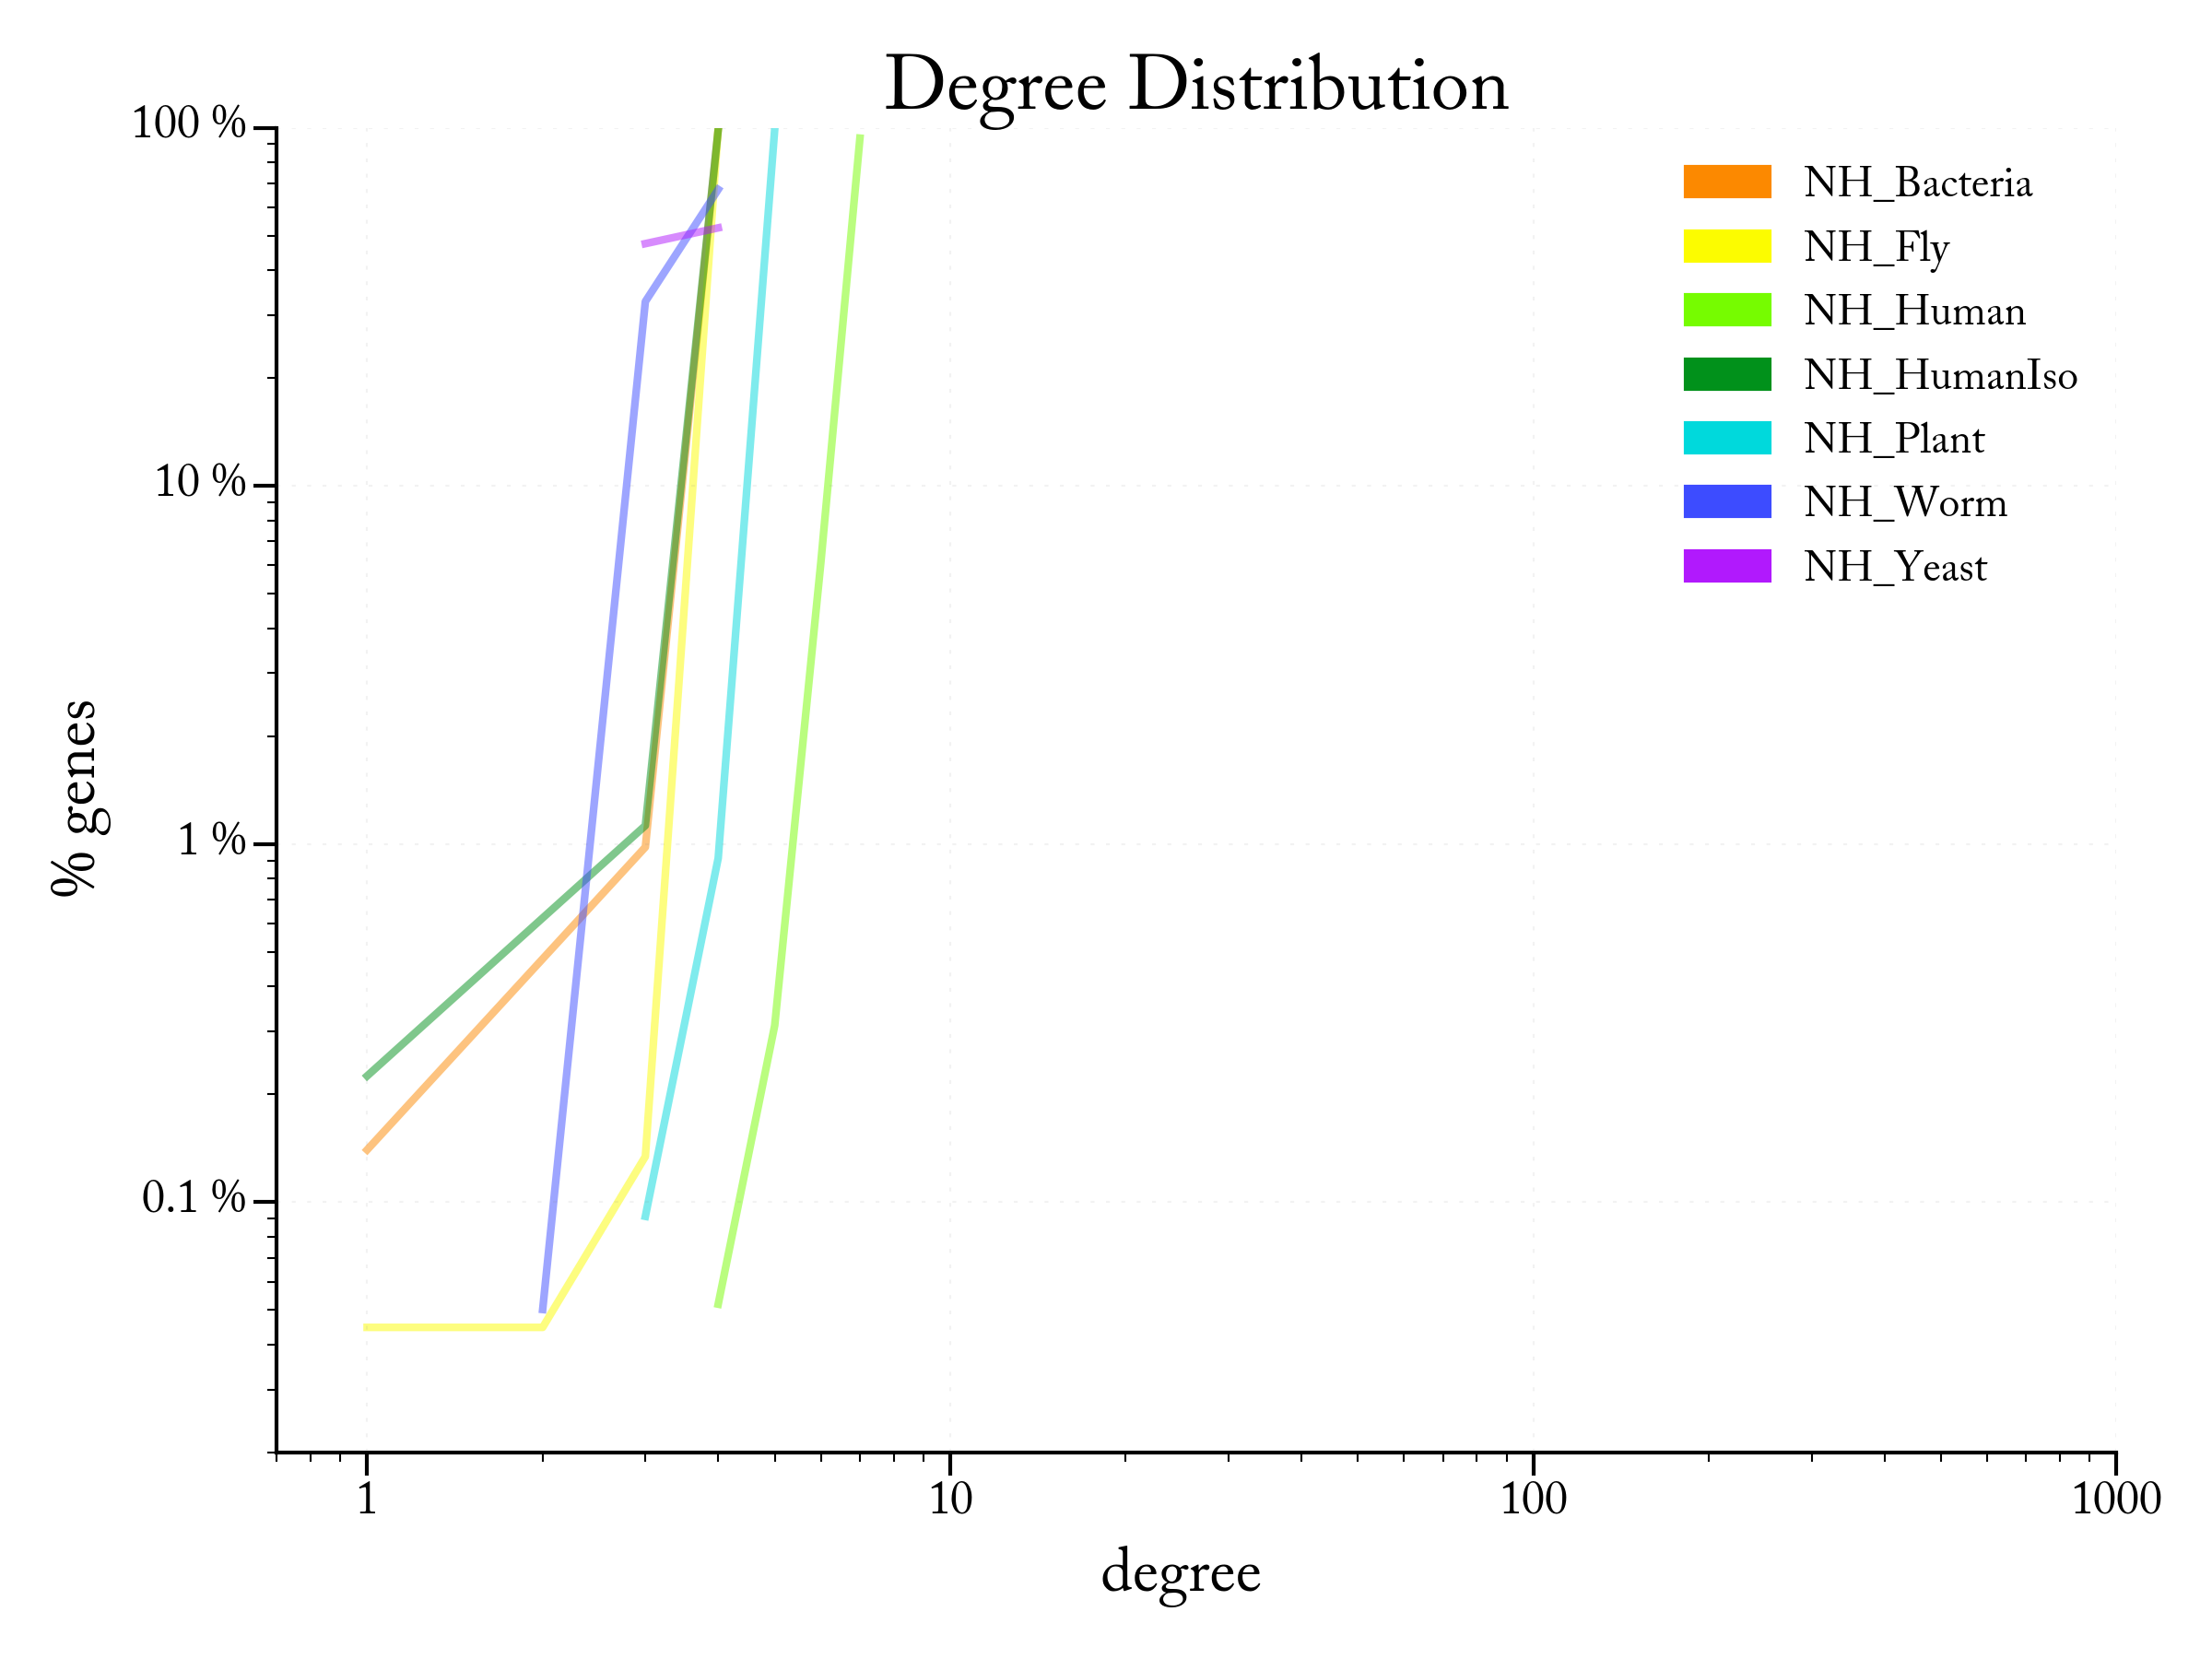 Degree Distribution
100 %
10 %
1 %
0.1 %
% genes
NH_Bacteria
NH_Fly
NH_Human
NH_HumanIso
NH_Plant
NH_Worm
NH_Yeast
1 10 100 1000
degree